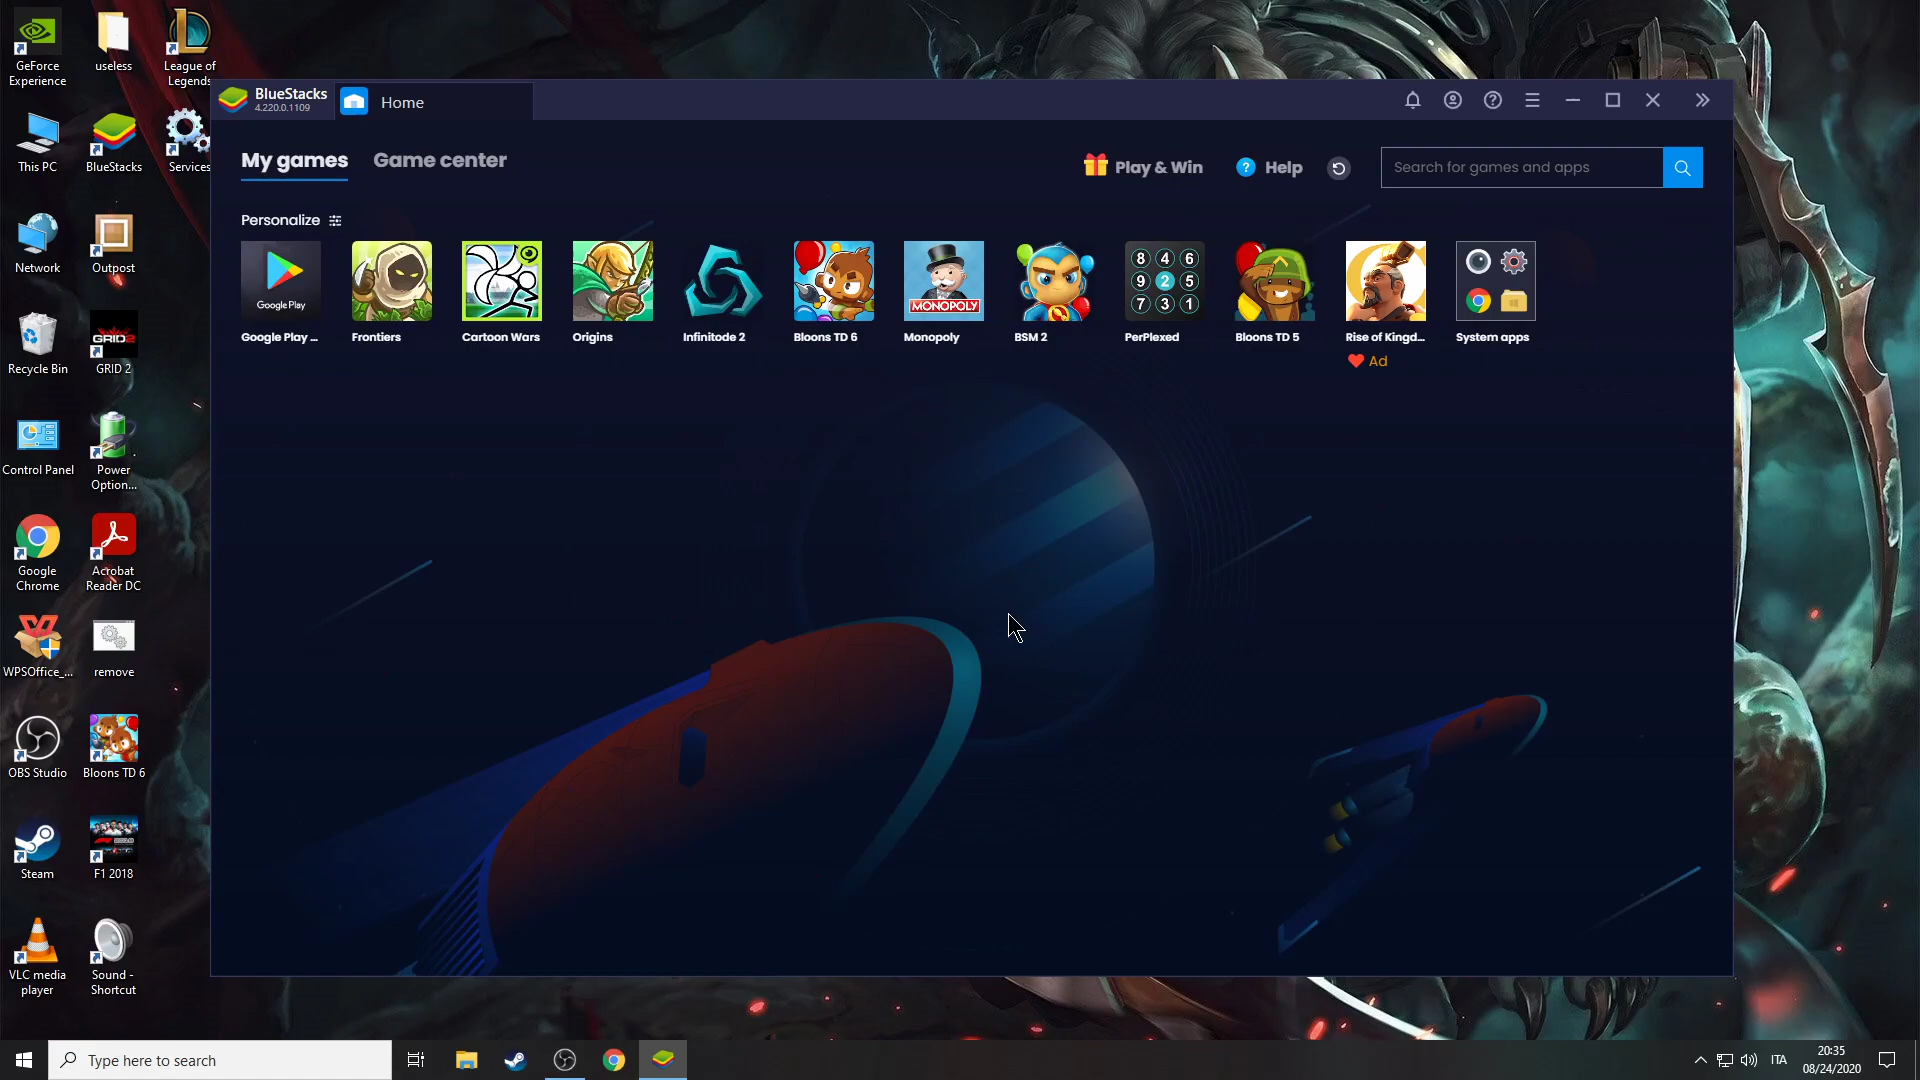 GeForce
Experience
useless
League of
Legends
This PC
BlueStacks
Services
Network
Outpost
Recycle Bin
GRID 2
Control Panel
Power
Option...
Google
Chrome
Acrobat
Reader DC
WPSOffice_...
remove
OBS Studio
Bloons TD 6
Steam
F1 2018
VLC media
player
Sound -
Shortcut
BlueStacks
4.220.0.1109
Home
My games
Game center
Play & Win
? Help
Search for games and apps
Personalize
Google Play
MONOPOLY
8 4 6
9 2 5
7 3 1
Google Play ...
Frontiers
Cartoon Wars
Origins
Infinitode 2
Bloons TD 6
Monopoly
BSM 2
PerPlexed
Bloons TD 5
Rise of Kingd...
System apps
Ad
Type here to search
ITA
20:35
08/24/2020